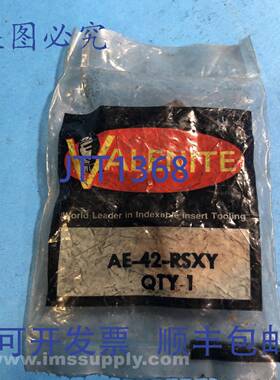 是图必究
VALENITE
JTT1368
World Leader in Indexable Insert Tooling
AE-42-RSXY
QTY 1
可开发票 顺丰包邮
www.imssupply.com